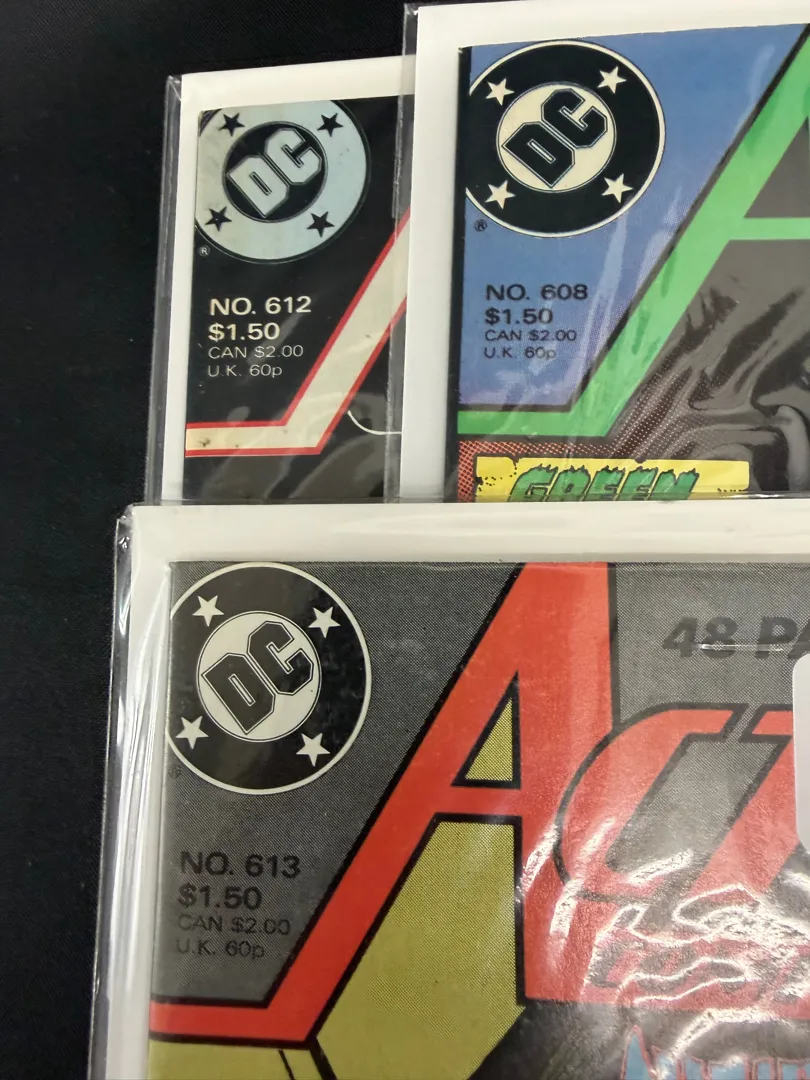 DC
®
NO. 612
$1.50
CAN $2.00
U.K. 60p
DC
®
NO. 608
$1.50
CAN $2.00
U.K. 60p
GREEN
DC
®
48 PA
ACT
NO. 613
$1.50
CAN $2.00
U.K. 60p